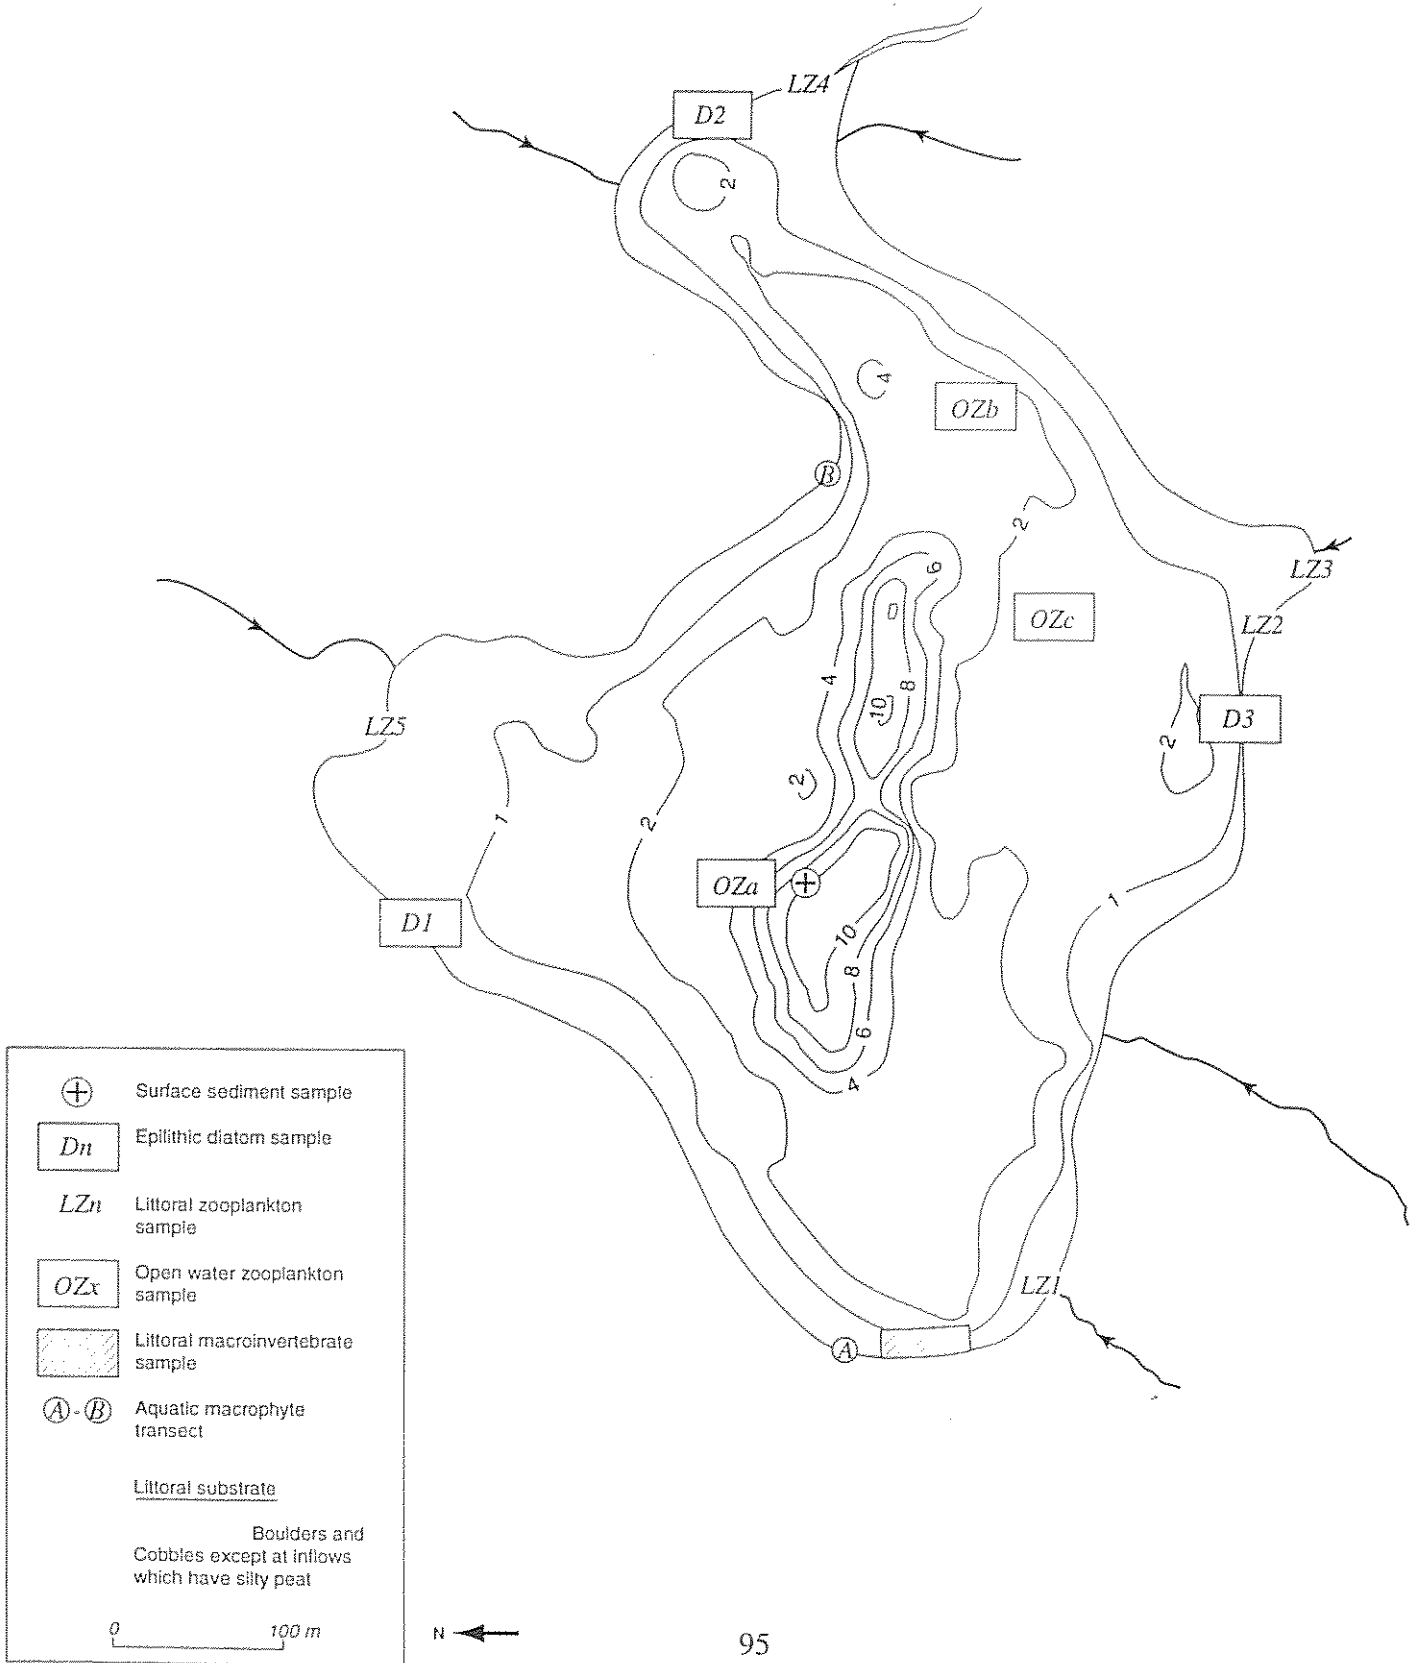 LZ4
D2
2
4
OZb
B
2
6
LZ3
OZc
LZ2
4
8
10
LZ5
D3
2
2
1
2
OZa
D1
1
10
8
6
4
LZ1
A
Surface sediment sample
Dn
Epilithic diatom sample
LZn
Littoral zooplankton
sample
OZx
Open water zooplankton
sample
Littoral macroinvertebrate
sample
A - B
Aquatic macrophyte
transect
Littoral substrate
Boulders and
Cobbles except at inflows
which have silty peat
0 100 m
N
95